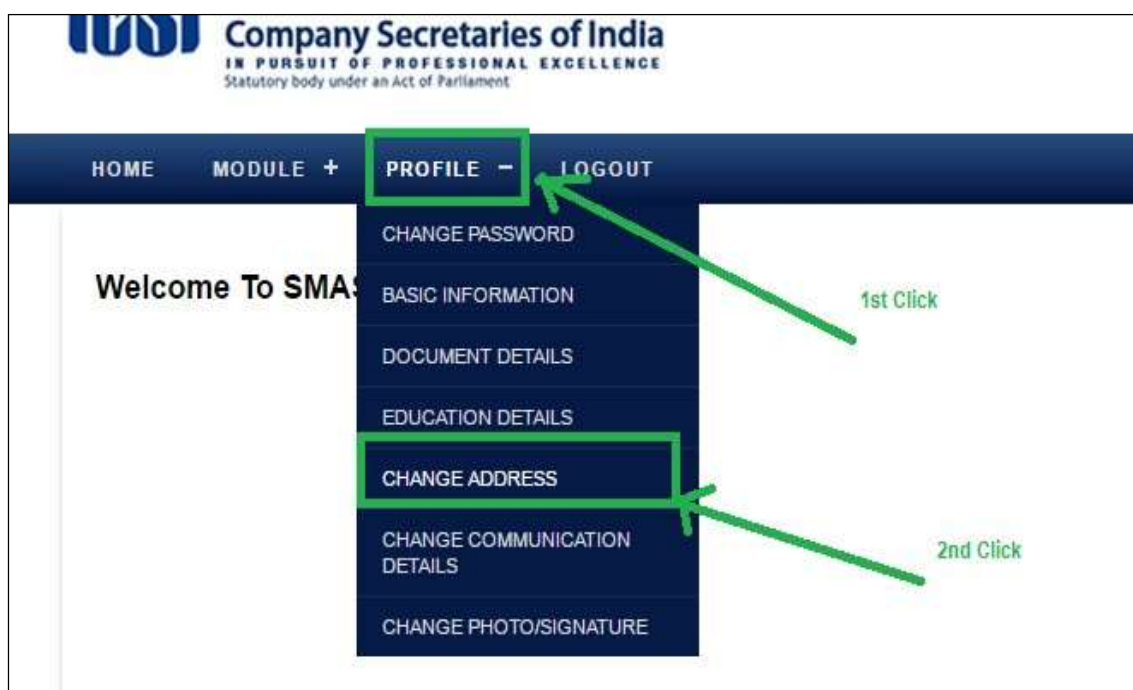 Company Secretaries of India
IN PURSUIT OF PROFESSIONAL EXCELLENCE
Statutory body under an Act of Parliament
HOME MODULE + PROFILE − LOGOUT
CHANGE PASSWORD
Welcome To SMAS
BASIC INFORMATION
1st Click
DOCUMENT DETAILS
EDUCATION DETAILS
CHANGE ADDRESS
CHANGE COMMUNICATION
DETAILS
2nd Click
CHANGE PHOTO/SIGNATURE